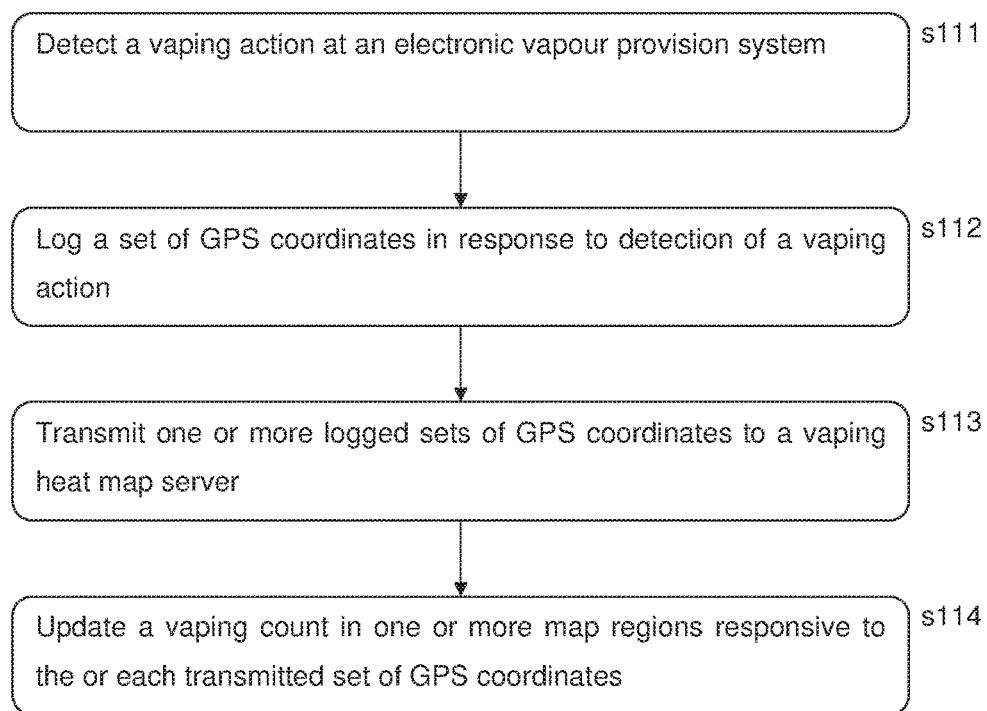 Detect a vaping action at an electronic vapour provision system
s111
Log a set of GPS coordinates in response to detection of a vaping
action
s112
Transmit one or more logged sets of GPS coordinates to a vaping
heat map server
s113
Update a vaping count in one or more map regions responsive to
the or each transmitted set of GPS coordinates
s114